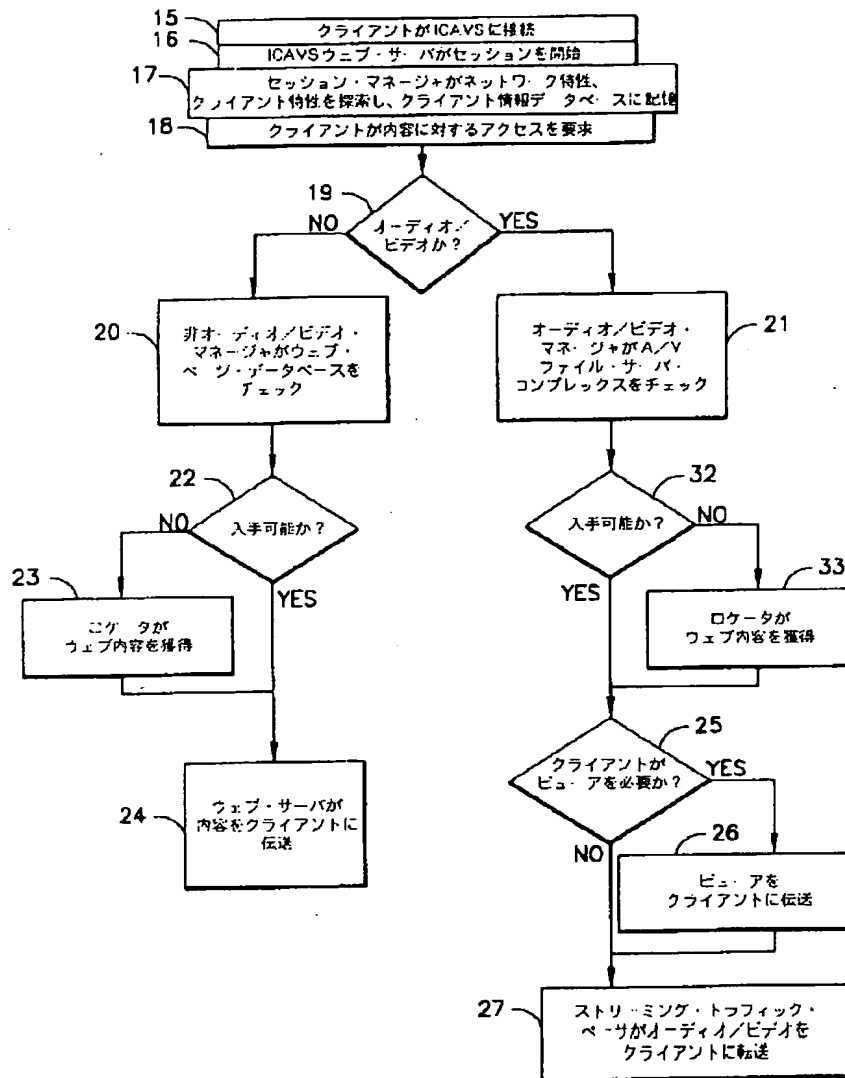 15
クライアントがICAVSに接続
16
ICAVSウェブ・サーバがセッションを開始
17
セッション・マネージャがネットワーク特性、
クライアント特性を探索し、クライアント情報データベースに記憶
18
クライアントが内容に対するアクセスを要求
19
オーディオ/
ビデオか?
NO
YES
20
非オーディオ/ビデオ・
マネージャがウェブ・
ページ・データベースを
チェック
21
オーディオ/ビデオ・
マネージャがA/V
ファイル・サーバ・
コンプレックスをチェック
22
入手可能か?
NO
YES
32
入手可能か?
NO
YES
23
ロケータが
ウェブ内容を獲得
33
ロケータが
ウェブ内容を獲得
24
ウェブ・サーバが
内容をクライアントに
伝送
25
クライアントが
ビューアを必要か?
YES
NO
26
ビューアを
クライアントに伝送
27
ストリーミング・トラフィック・
ペーサがオーディオ/ビデオを
クライアントに転送